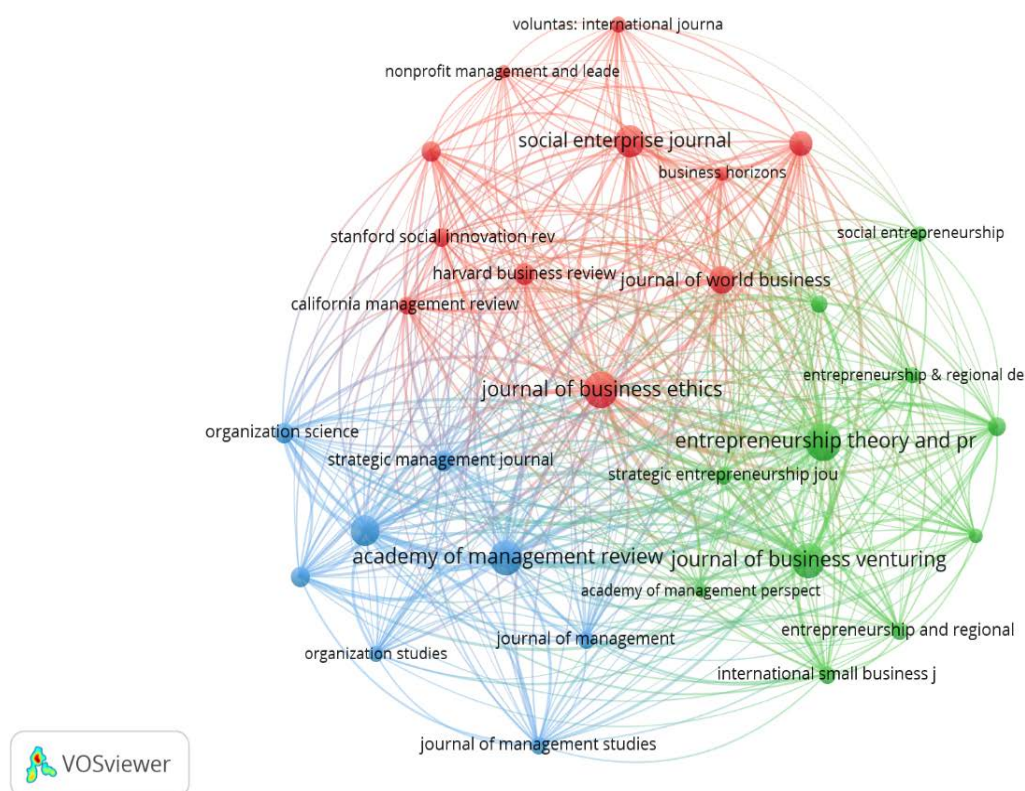 voluntas: international journa
nonprofit management and leade
social enterprise journal
business horizons
social entrepreneurship
stanford social innovation rev
harvard business review
journal of world business
california management review
entrepreneurship & regional de
journal of business ethics
organization science
entrepreneurship theory and pr
strategic management journal
strategic entrepreneurship jou
academy of management review
journal of business venturing
academy of management perspect
entrepreneurship and regional
journal of management
organization studies
international small business j
journal of management studies
VOSviewer